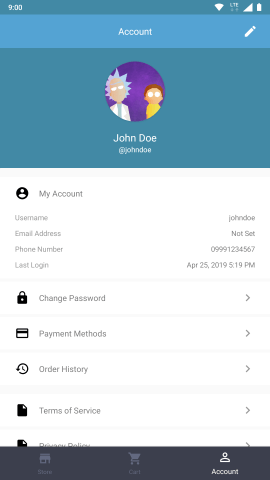 9:00
LTE
Account
John Doe
@johndoe
My Account
Username johndoe
Email Address Not Set
Phone Number 09991234567
Last Login Apr 25, 2019 5:19 PM
Change Password
Payment Methods
Order History
Terms of Service
Privacy Policy
Store Cart Account